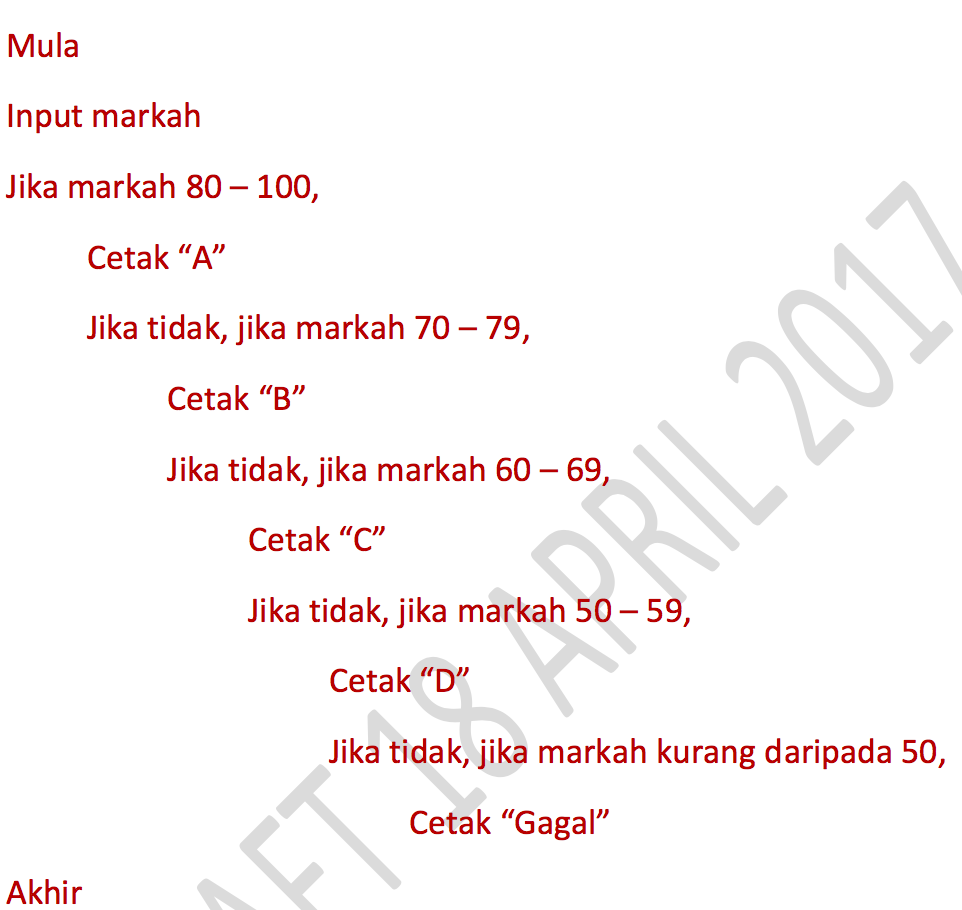 Mula
Input markah
Jika markah 80 – 100,
Cetak “A”
Jika tidak, jika markah 70 – 79,
Cetak “B”
Jika tidak, jika markah 60 – 69,
Cetak “C”
Jika tidak, jika markah 50 – 59,
Cetak “D”
Jika tidak, jika markah kurang daripada 50,
Cetak “Gagal”
Akhir
AFT 18 APRIL 2017